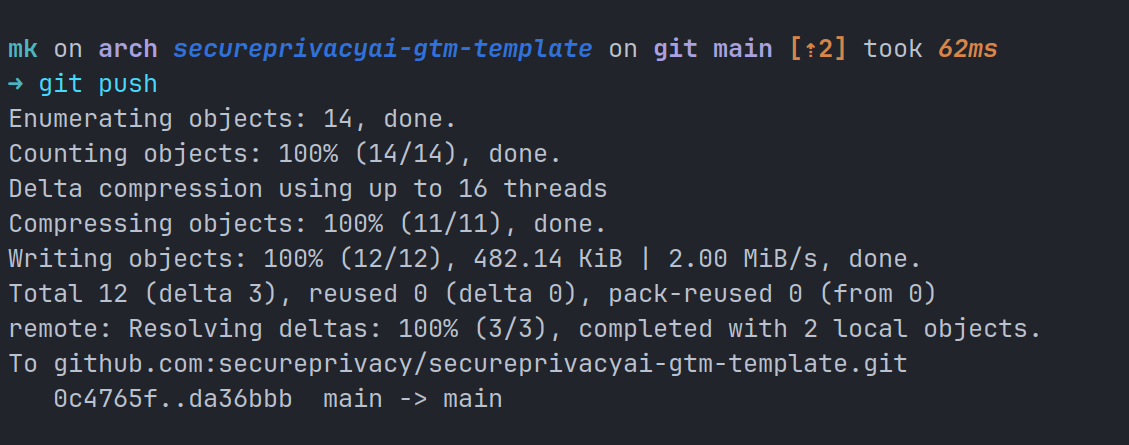 mk on arch secureprivacyai-gtm-template on git main [⇡2] took 62ms
→ git push
Enumerating objects: 14, done.
Counting objects: 100% (14/14), done.
Delta compression using up to 16 threads
Compressing objects: 100% (11/11), done.
Writing objects: 100% (12/12), 482.14 KiB | 2.00 MiB/s, done.
Total 12 (delta 3), reused 0 (delta 0), pack-reused 0 (from 0)
remote: Resolving deltas: 100% (3/3), completed with 2 local objects.
To github.com:secureprivacy/secureprivacyai-gtm-template.git
   0c4765f..da36bbb  main -> main